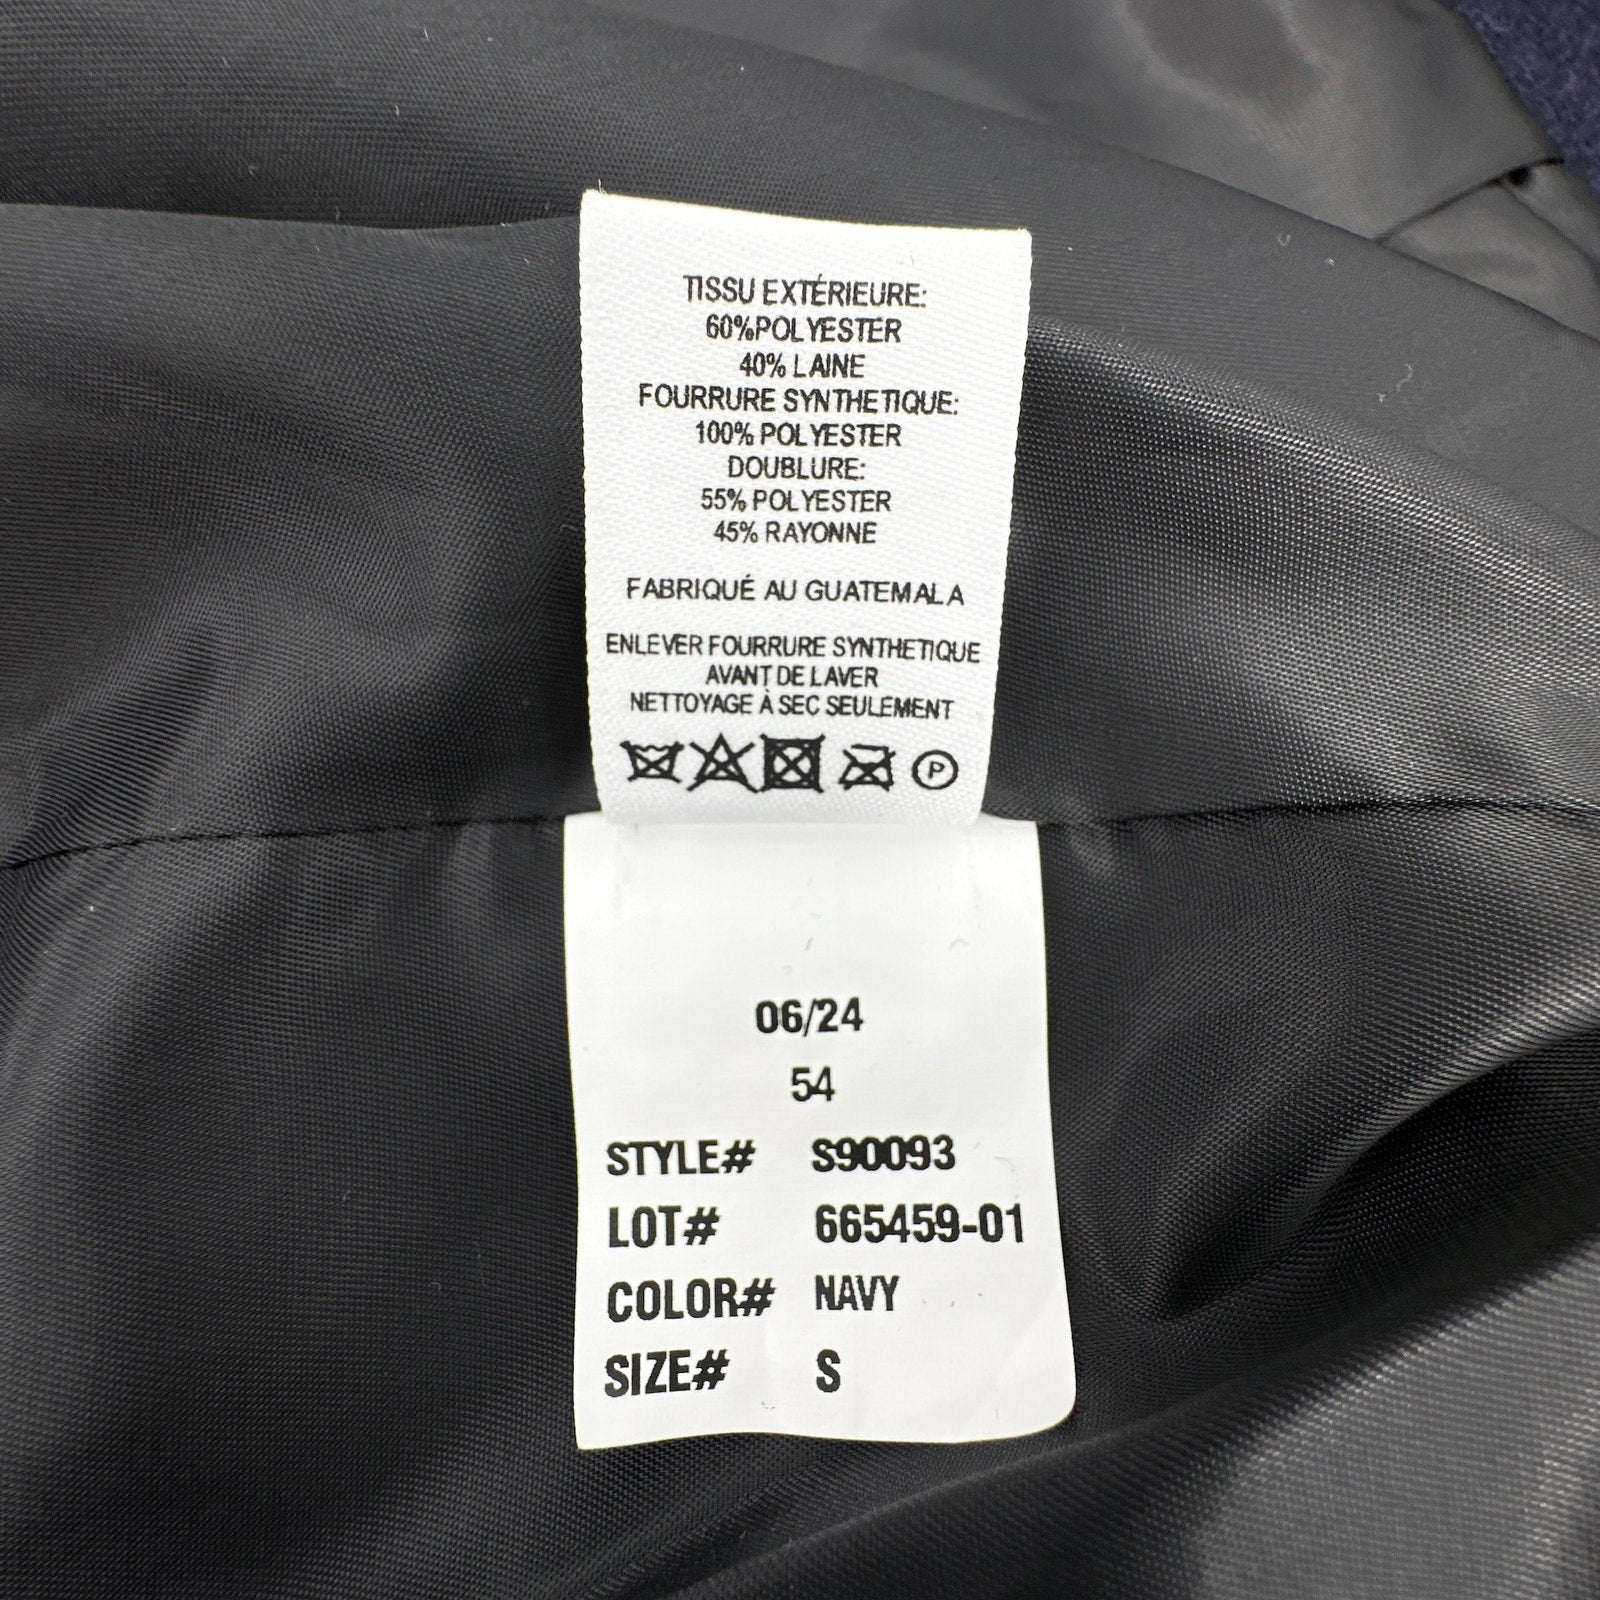 TISSU EXTÉRIEURE:
60%POLYESTER
40% LAINE
FOURRURE SYNTHETIQUE:
100% POLYESTER
DOUBLURE:
55% POLYESTER
45% RAYONNE
FABRIQUÉ AU GUATEMALA
ENLEVER FOURRURE SYNTHETIQUE
AVANT DE LAVER
NETTOYAGE À SEC SEULEMENT
P
06/24
54
STYLE# S90093
LOT# 665459-01
COLOR# NAVY
SIZE# S